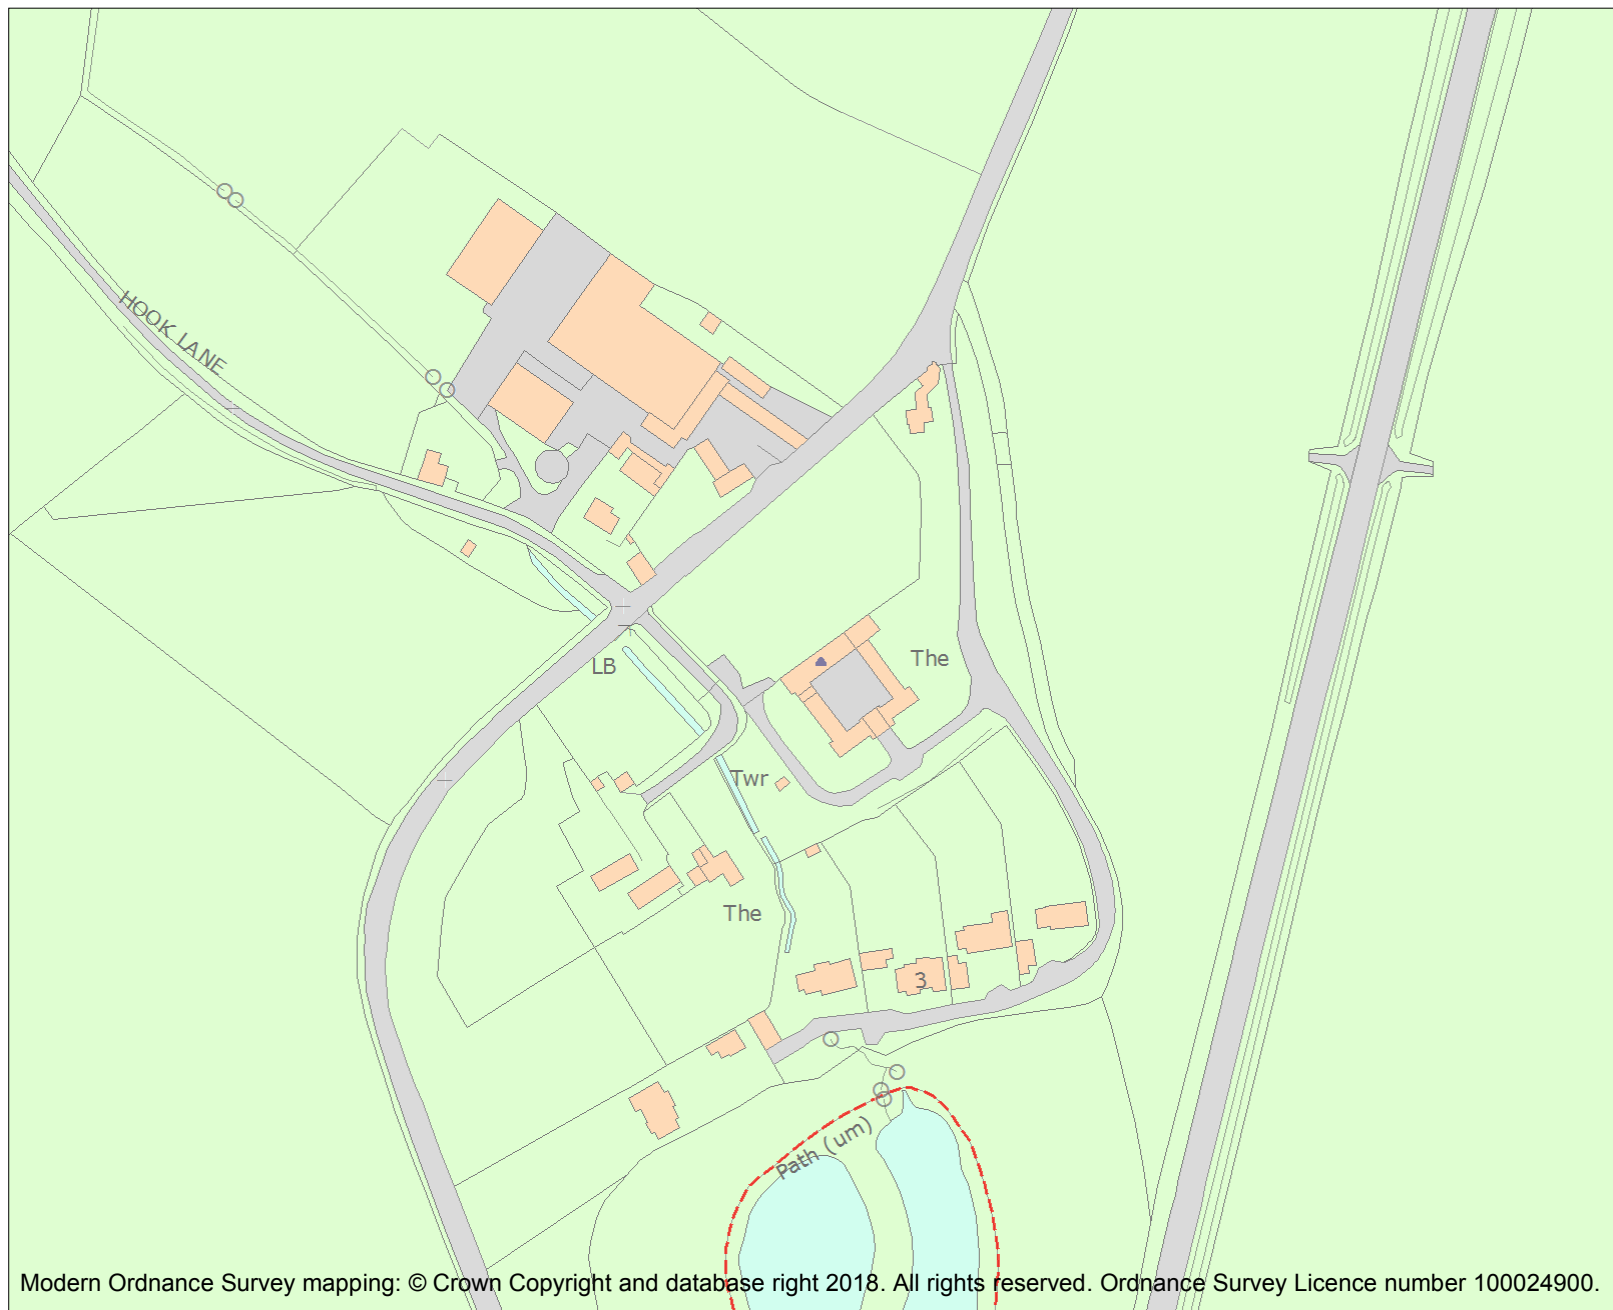 HOOK LANE
The
LB
Twr
The
3
Path (um)
Modern Ordnance Survey mapping: © Crown Copyright and database right 2018. All rights reserved. Ordnance Survey Licence number 100024900.